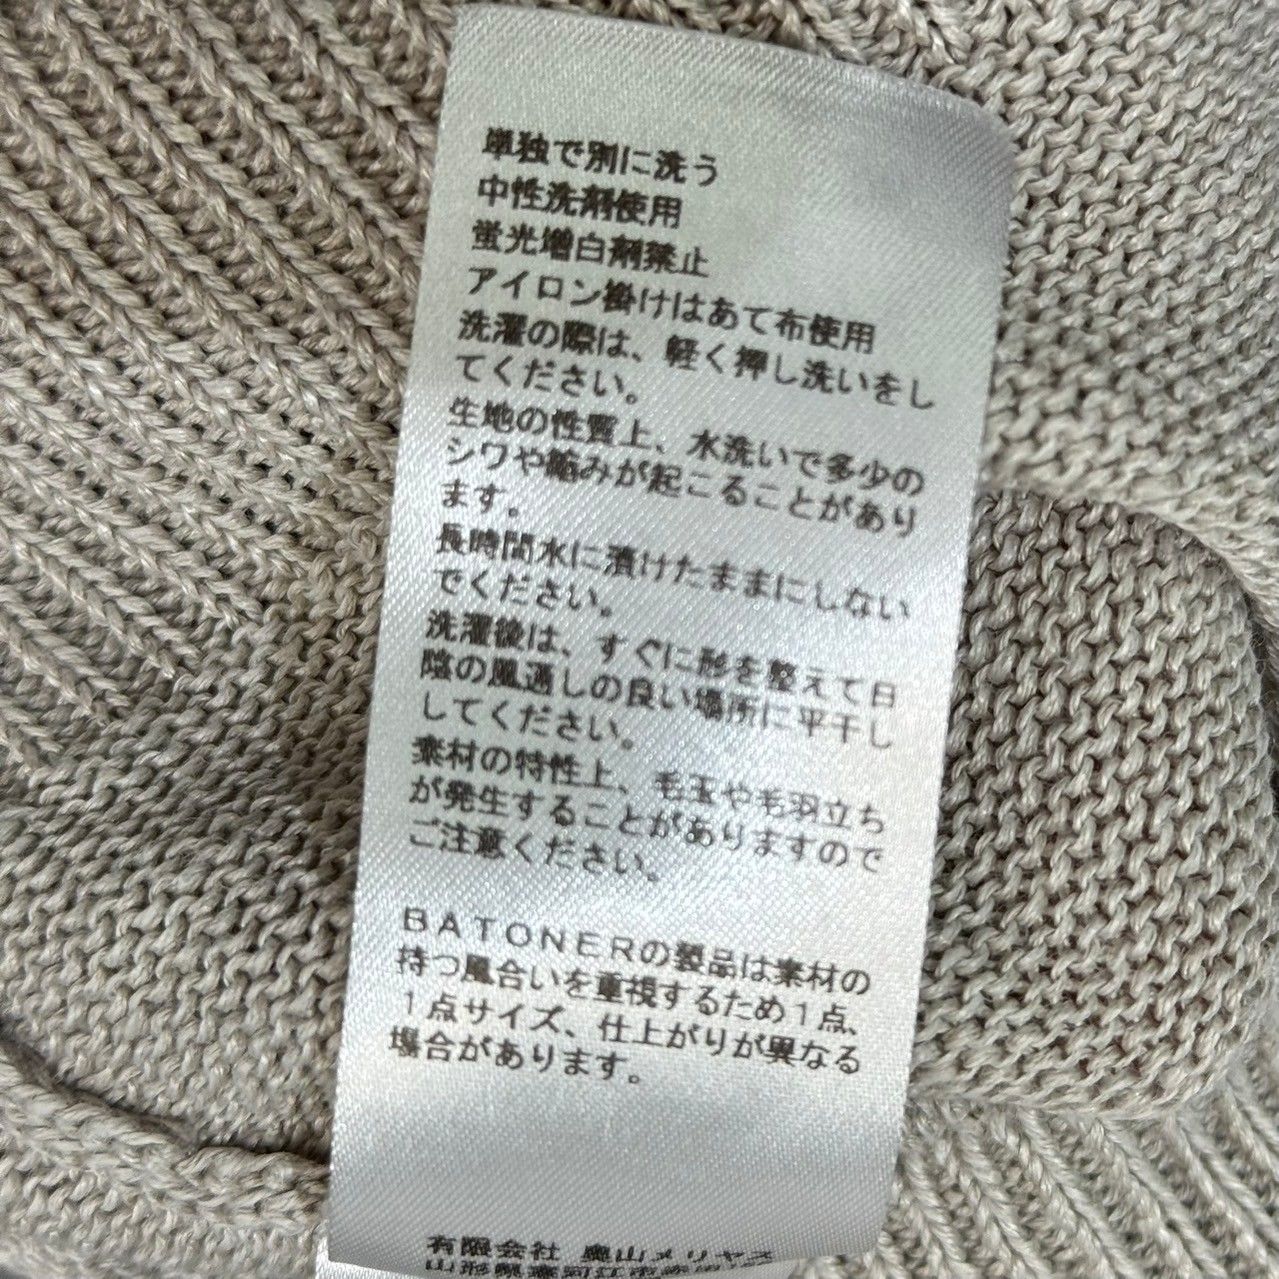 単独で別に洗う
中性洗剤使用
蛍光増白剤禁止
アイロン掛けはあて布使用
洗濯の際は、軽く押し洗いをし
てください。
生地の性質上、水洗いで多少の
シワや縮みが起こることがあり
ます。
長時間水に漬けたままにしない
でください。
洗濯後は、すぐに形を整えて日
陰の風通しの良い場所に平干し
してください。
素材の特性上、毛玉や毛羽立ち
が発生することがありますので
ご注意ください。
ＢＡＴＯＮＥＲの製品は素材の
持つ風合いを重視するため１点、
１点サイズ、仕上がりが異なる
場合があります。
有限会社 奥山メリヤス
山形県寒河江市